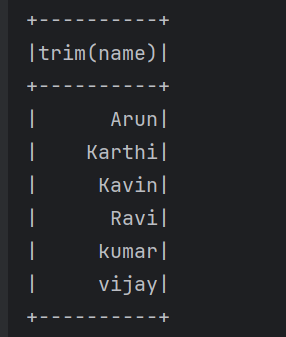 +----------+
|trim(name)|
+----------+
|      Arun|
|    Karthi|
|     Kavin|
|      Ravi|
|     kumar|
|     vijay|
+----------+